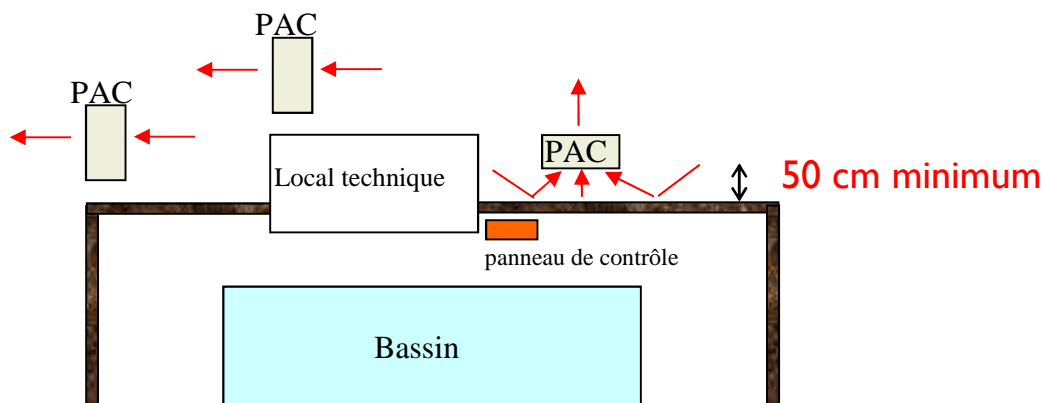 PAC
PAC
PAC
Local technique
50 cm minimum
panneau de contrôle
Bassin